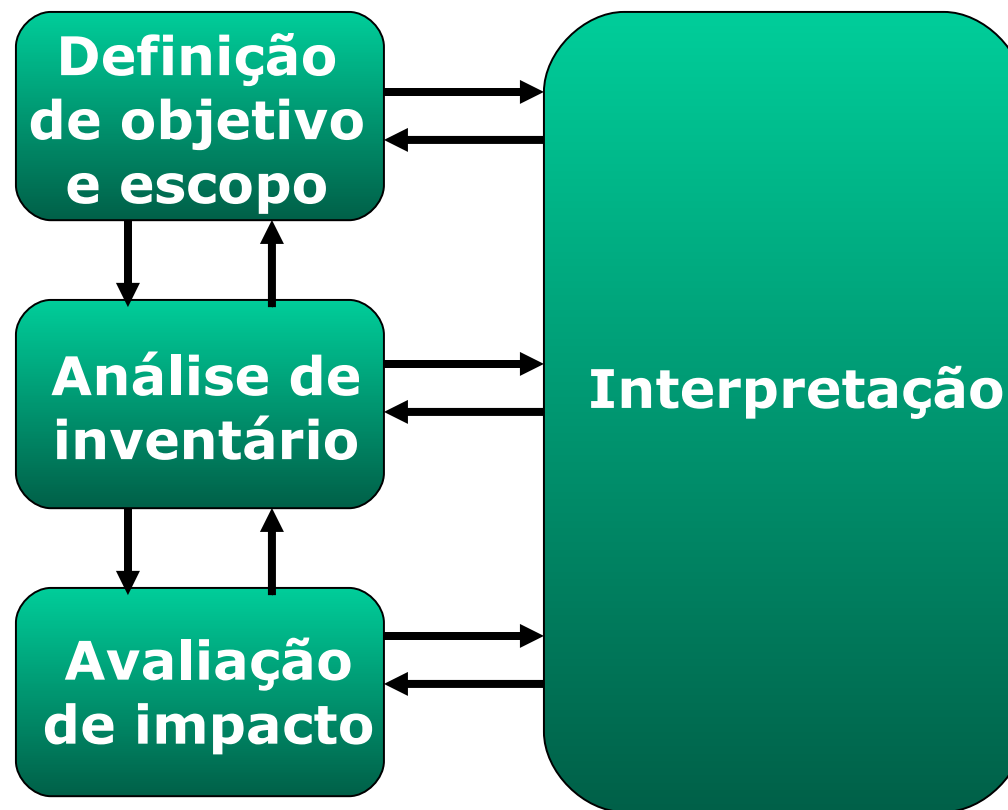 Definição
de objetivo
e escopo
Análise de
inventário
Avaliação
de impacto
Interpretação